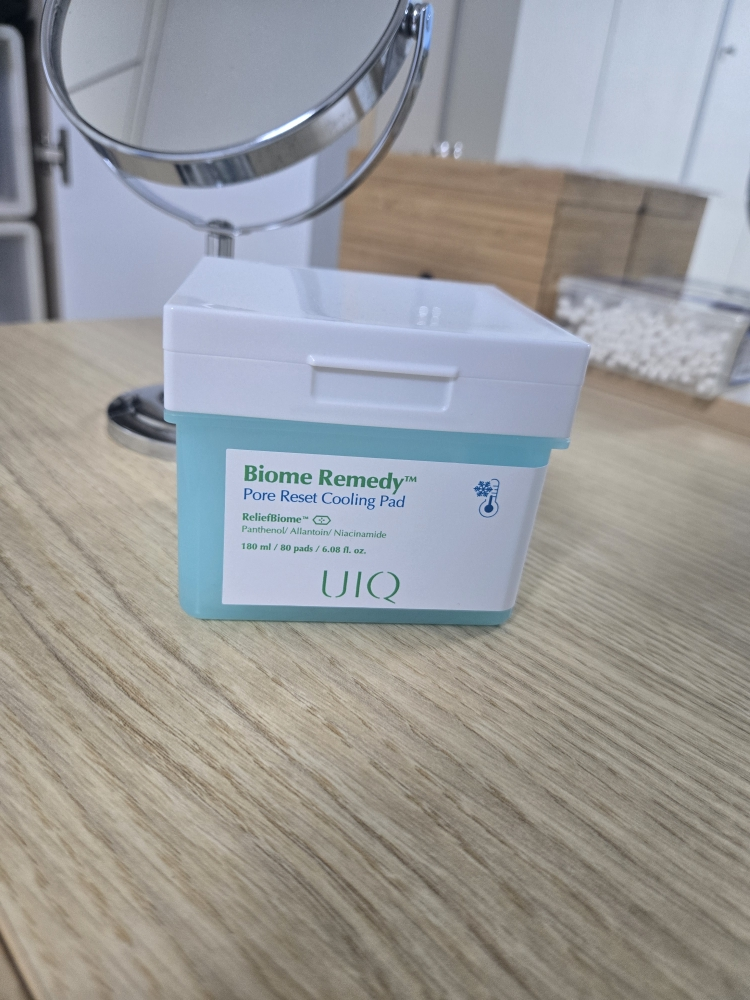 Biome Remedy™
Pore Reset Cooling Pad
ReliefBiome™
Panthenol/ Allantoin/ Niacinamide
180 ml / 80 pads / 6.08 fl. oz.
UIQ